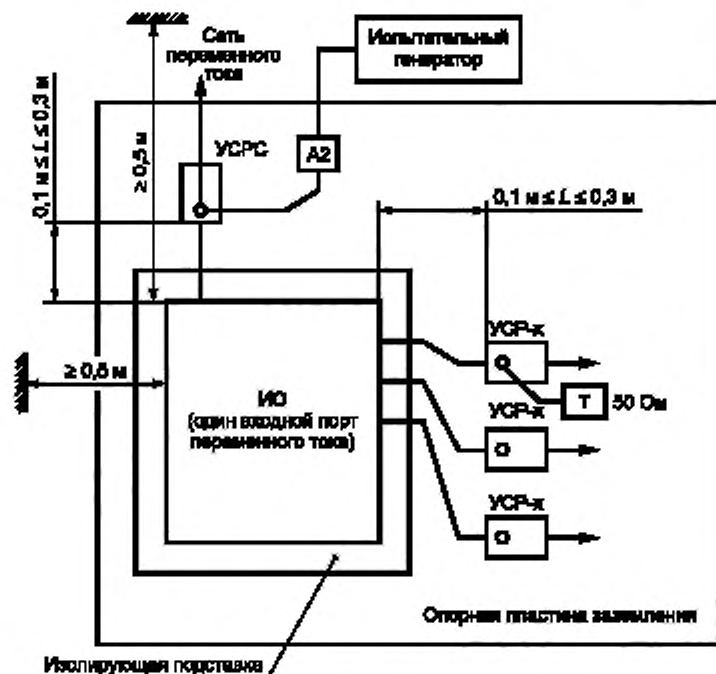 Сеть
переменного
тока
Испытательный
генератор
0,1 м ≤ L ≤ 0,3 м
≥ 0,5 м
УСРС
А2
0,1 м ≤ L ≤ 0,3 м
УСР-х
≥ 0,5 м
ИО
(один входной порт
переменного тока)
Т
50 Ом
УСР-х
УСР-х
Опорная пластина заземления
Изолирующая подставка